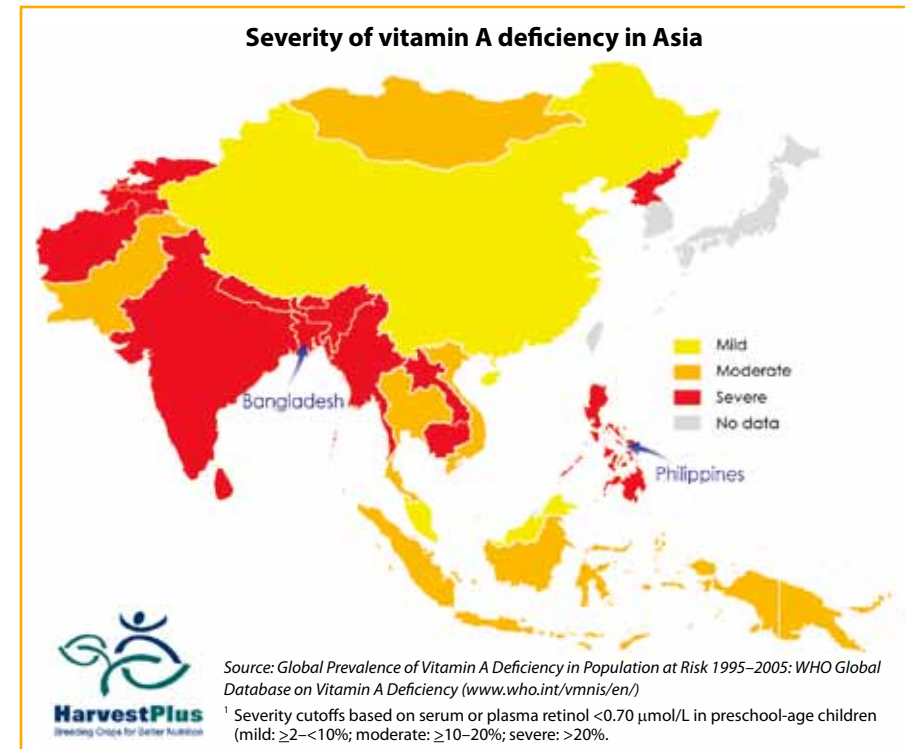 Severity of vitamin A deficiency in Asia
Mild
Moderate
Severe
No data
Bangladesh
Philippines
HarvestPlus
Breeding Crops for Better Nutrition
Source: Global Prevalence of Vitamin A Deficiency in Population at Risk 1995–2005: WHO Global
Database on Vitamin A Deficiency (www.who.int/vmnis/en/)
1 Severity cutoffs based on serum or plasma retinol <0.70 μmol/L in preschool-age children
(mild: ≥2–<10%; moderate: ≥10–20%; severe: >20%.